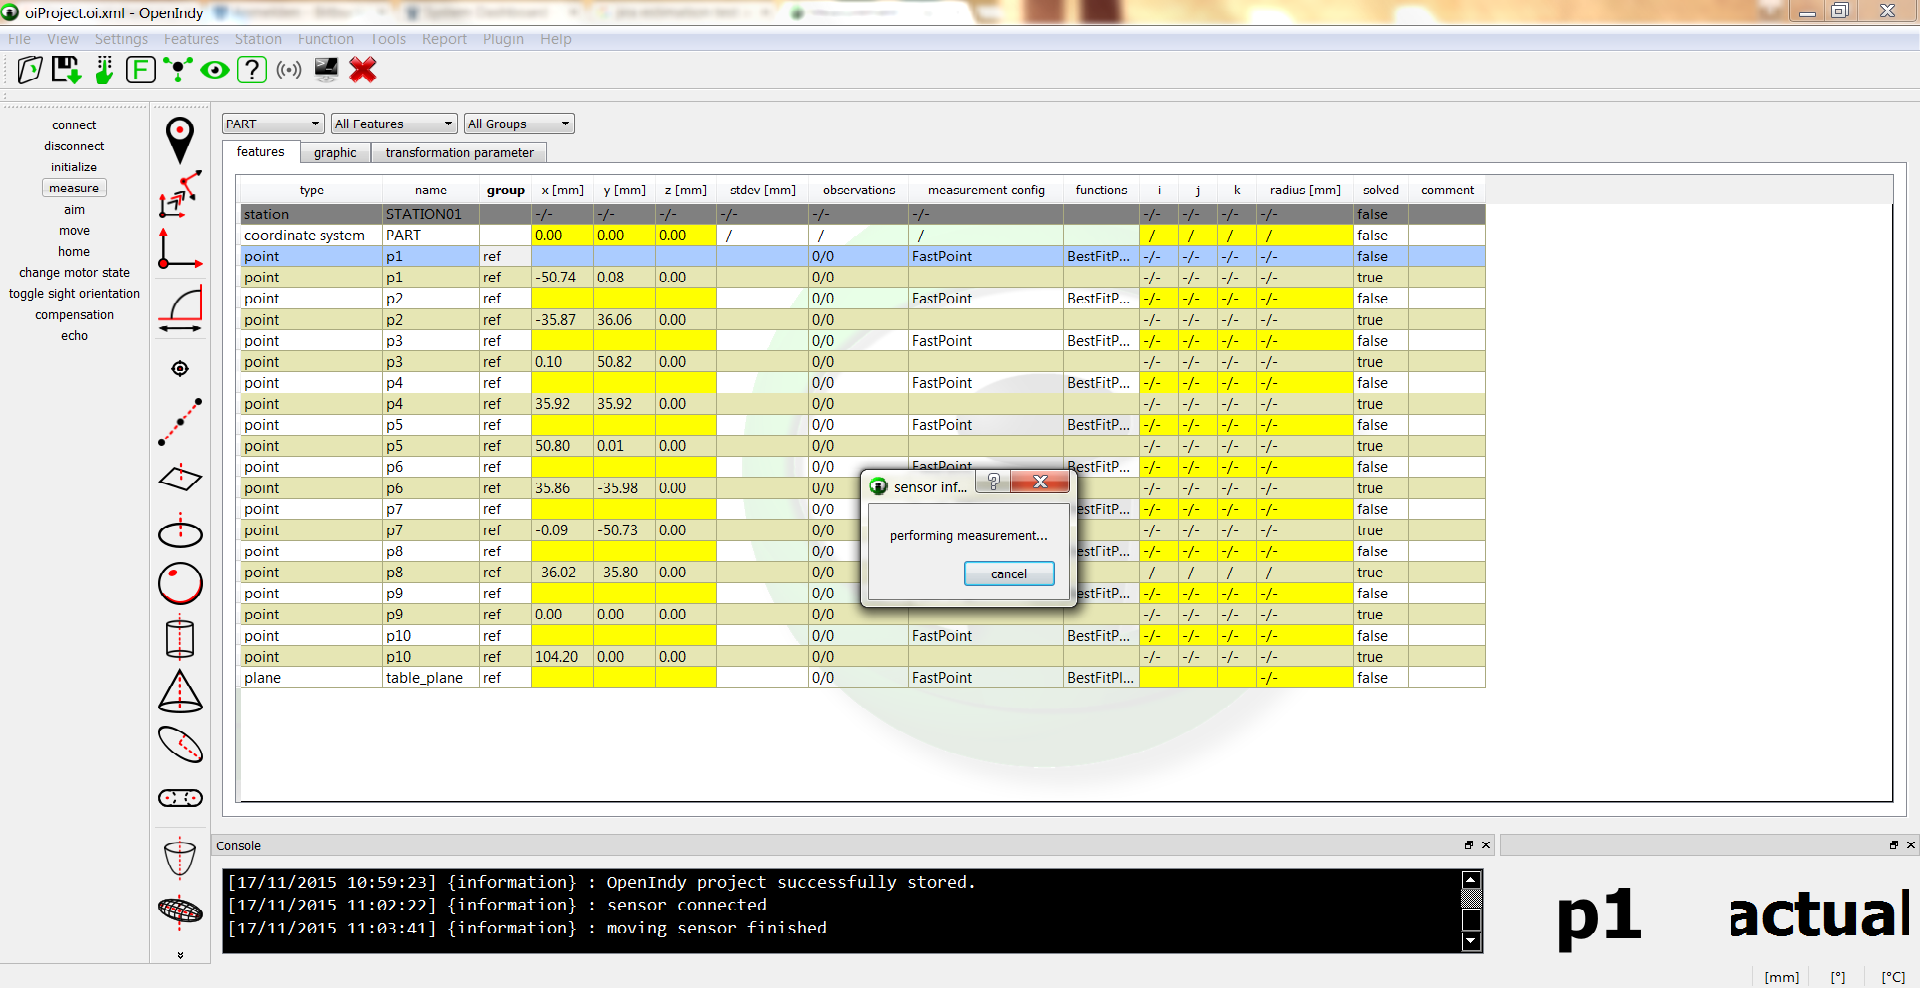 oiProject.oi.xml - OpenIndy
File View Settings Features Station Function Tools Report Plugin Help
F ?
connect
disconnect
initialize
measure
aim
move
home
change motor state
toggle sight orientation
compensation
echo
PART All Features All Groups
features graphic transformation parameter
type name group x [mm] y [mm] z [mm] stdev [mm] observations measurement config functions i j k radius [mm] solved comment
station STATION01 -/- -/- -/- -/- -/- -/- -/- -/- -/- -/- false
coordinate system PART 0.00 0.00 0.00 / / / / / / / false
point p1 ref 0/0 FastPoint BestFitP... -/- -/- -/- -/- false
point p1 ref -50.74 0.08 0.00 0/0 -/- -/- -/- -/- true
point p2 ref 0/0 FastPoint BestFitP... -/- -/- -/- -/- false
point p2 ref -35.87 36.06 0.00 0/0 -/- -/- -/- -/- true
point p3 ref 0/0 FastPoint BestFitP... -/- -/- -/- -/- false
point p3 ref 0.10 50.82 0.00 0/0 -/- -/- -/- -/- true
point p4 ref 0/0 FastPoint BestFitP... -/- -/- -/- -/- false
point p4 ref 35.92 35.92 0.00 0/0 -/- -/- -/- -/- true
point p5 ref 0/0 FastPoint BestFitP... -/- -/- -/- -/- false
point p5 ref 50.80 0.01 0.00 0/0 -/- -/- -/- -/- true
point p6 ref 0/0 FastPoint BestFitP... -/- -/- -/- -/- false
point p6 ref 35.86 -35.98 0.00 0/0 -/- -/- -/- -/- true
point p7 ref 0/0 estFitP... -/- -/- -/- -/- false
point p7 ref -0.09 -50.73 0.00 0/0 -/- -/- -/- -/- true
point p8 ref 0/0 estFitP... -/- -/- -/- -/- false
point p8 ref 36.02 35.80 0.00 0/0 / / / / true
point p9 ref 0/0 estFitP... -/- -/- -/- -/- false
point p9 ref 0.00 0.00 0.00 0/0 -/- -/- -/- -/- true
point p10 ref 0/0 FastPoint BestFitP... -/- -/- -/- -/- false
point p10 ref 104.20 0.00 0.00 0/0 -/- -/- -/- -/- true
plane table_plane ref 0/0 FastPoint BestFitPl... -/- false
sensor inf...
performing measurement...
cancel
Console
[17/11/2015 10:59:23] {information} : OpenIndy project successfully stored.
[17/11/2015 11:02:22] {information} : sensor connected
[17/11/2015 11:03:41] {information} : moving sensor finished
p1 actual
[mm] [°] [°C]